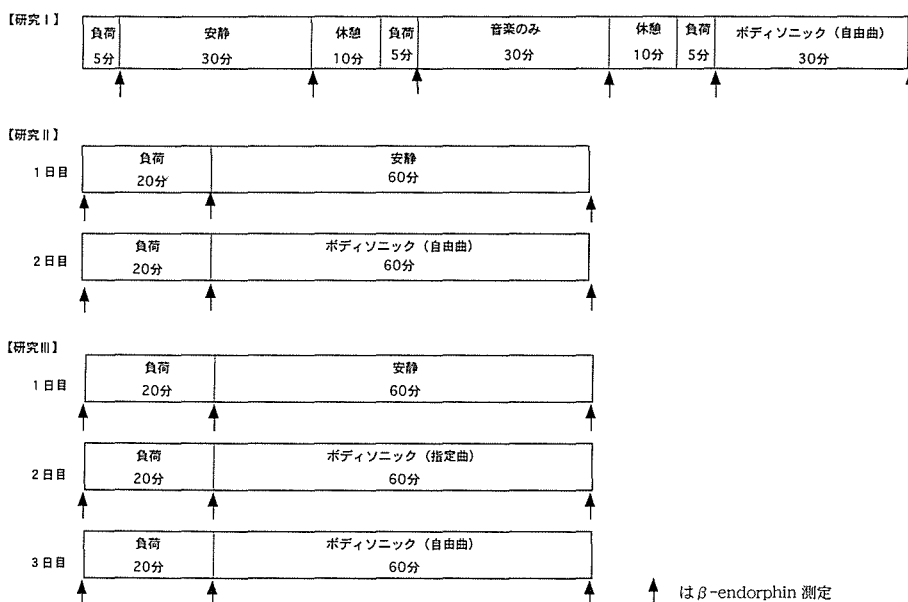 【研究Ⅰ】
負荷 安静 休憩 負荷 音楽のみ 休憩 負荷 ボディソニック（自由曲）
5分 30分 10分 5分 30分 10分 5分 30分
【研究Ⅱ】
1日目 負荷 安静
20分 60分
2日目 負荷 ボディソニック（自由曲）
20分 60分
【研究Ⅲ】
1日目 負荷 安静
20分 60分
2日目 負荷 ボディソニック（指定曲）
20分 60分
3日目 負荷 ボディソニック（自由曲）
20分 60分
はβ-endorphin 測定